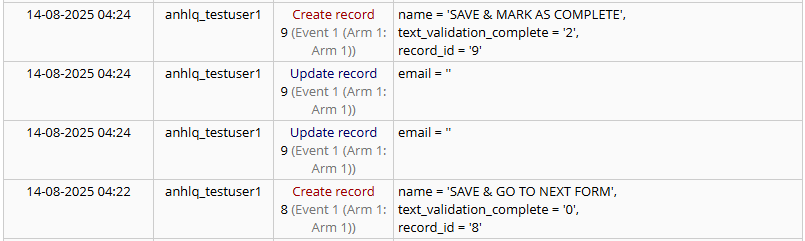 14-08-2025 04:24 anhlq_testuser1 Create record name = 'SAVE & MARK AS COMPLETE',
9 (Event 1 (Arm 1: text_validation_complete = '2',
Arm 1)) record_id = '9'
14-08-2025 04:24 anhlq_testuser1 Update record email = ''
9 (Event 1 (Arm 1:
Arm 1))
14-08-2025 04:24 anhlq_testuser1 Update record email = ''
9 (Event 1 (Arm 1:
Arm 1))
14-08-2025 04:22 anhlq_testuser1 Create record name = 'SAVE & GO TO NEXT FORM',
8 (Event 1 (Arm 1: text_validation_complete = '0',
Arm 1)) record_id = '8'